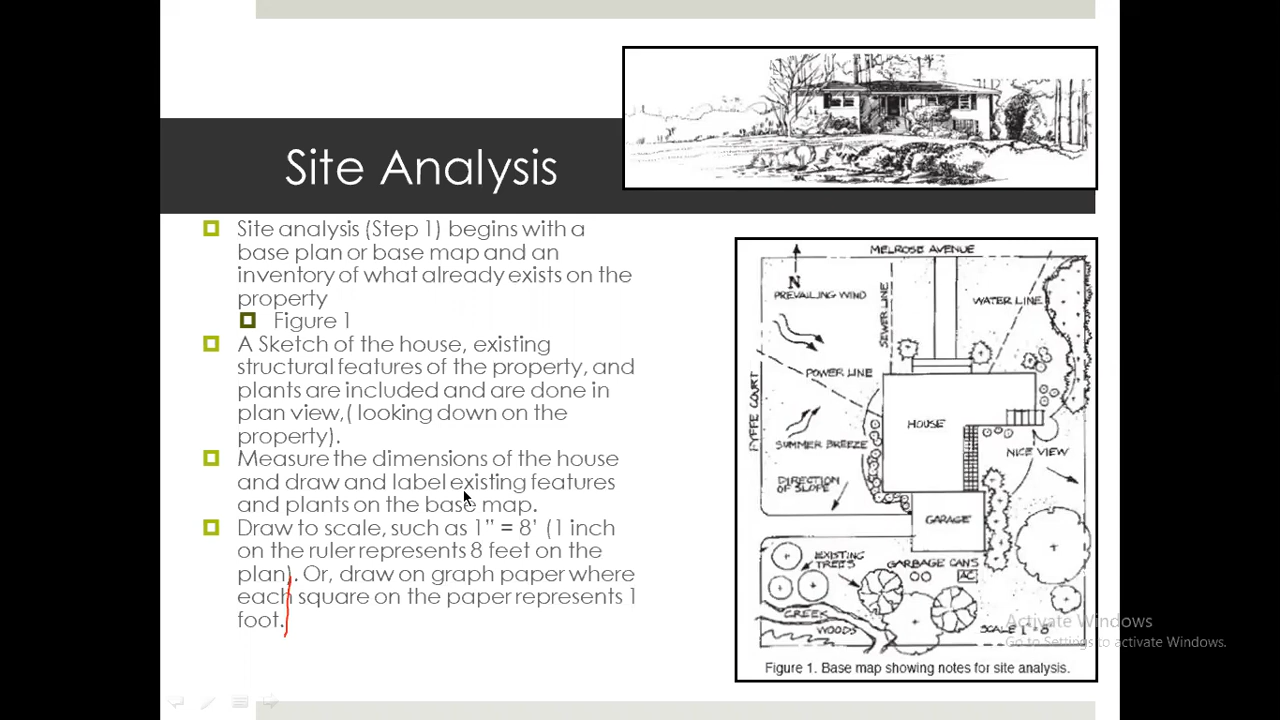 Site Analysis
Site analysis (Step 1) begins with a
base plan or base map and an
inventory of what already exists on the
property
Figure 1
A Sketch of the house, existing
structural features of the property, and
plants are included and are done in
plan view,( looking down on the
property).
Measure the dimensions of the house
and draw and label existing features
and plants on the base map.
Draw to scale, such as 1” = 8’ (1 inch
on the ruler represents 8 feet on the
plan). Or, draw on graph paper where
each square on the paper represents 1
foot.
MELROSE AVENUE
N
PREVAILING WIND
SEWER LINE
WATER LINE
POWER LINE
FYFFE COURT
HOUSE
SUMMER BREEZE
NICE VIEW
DIRECTION
OF SLOPE
GARAGE
EXISTING
TREES
GARBAGE CANS
AC
CREEK
WOODS
SCALE 1" = 8'
Activate Windows
Go to Settings to activate Windows.
Figure 1. Base map showing notes for site analysis.